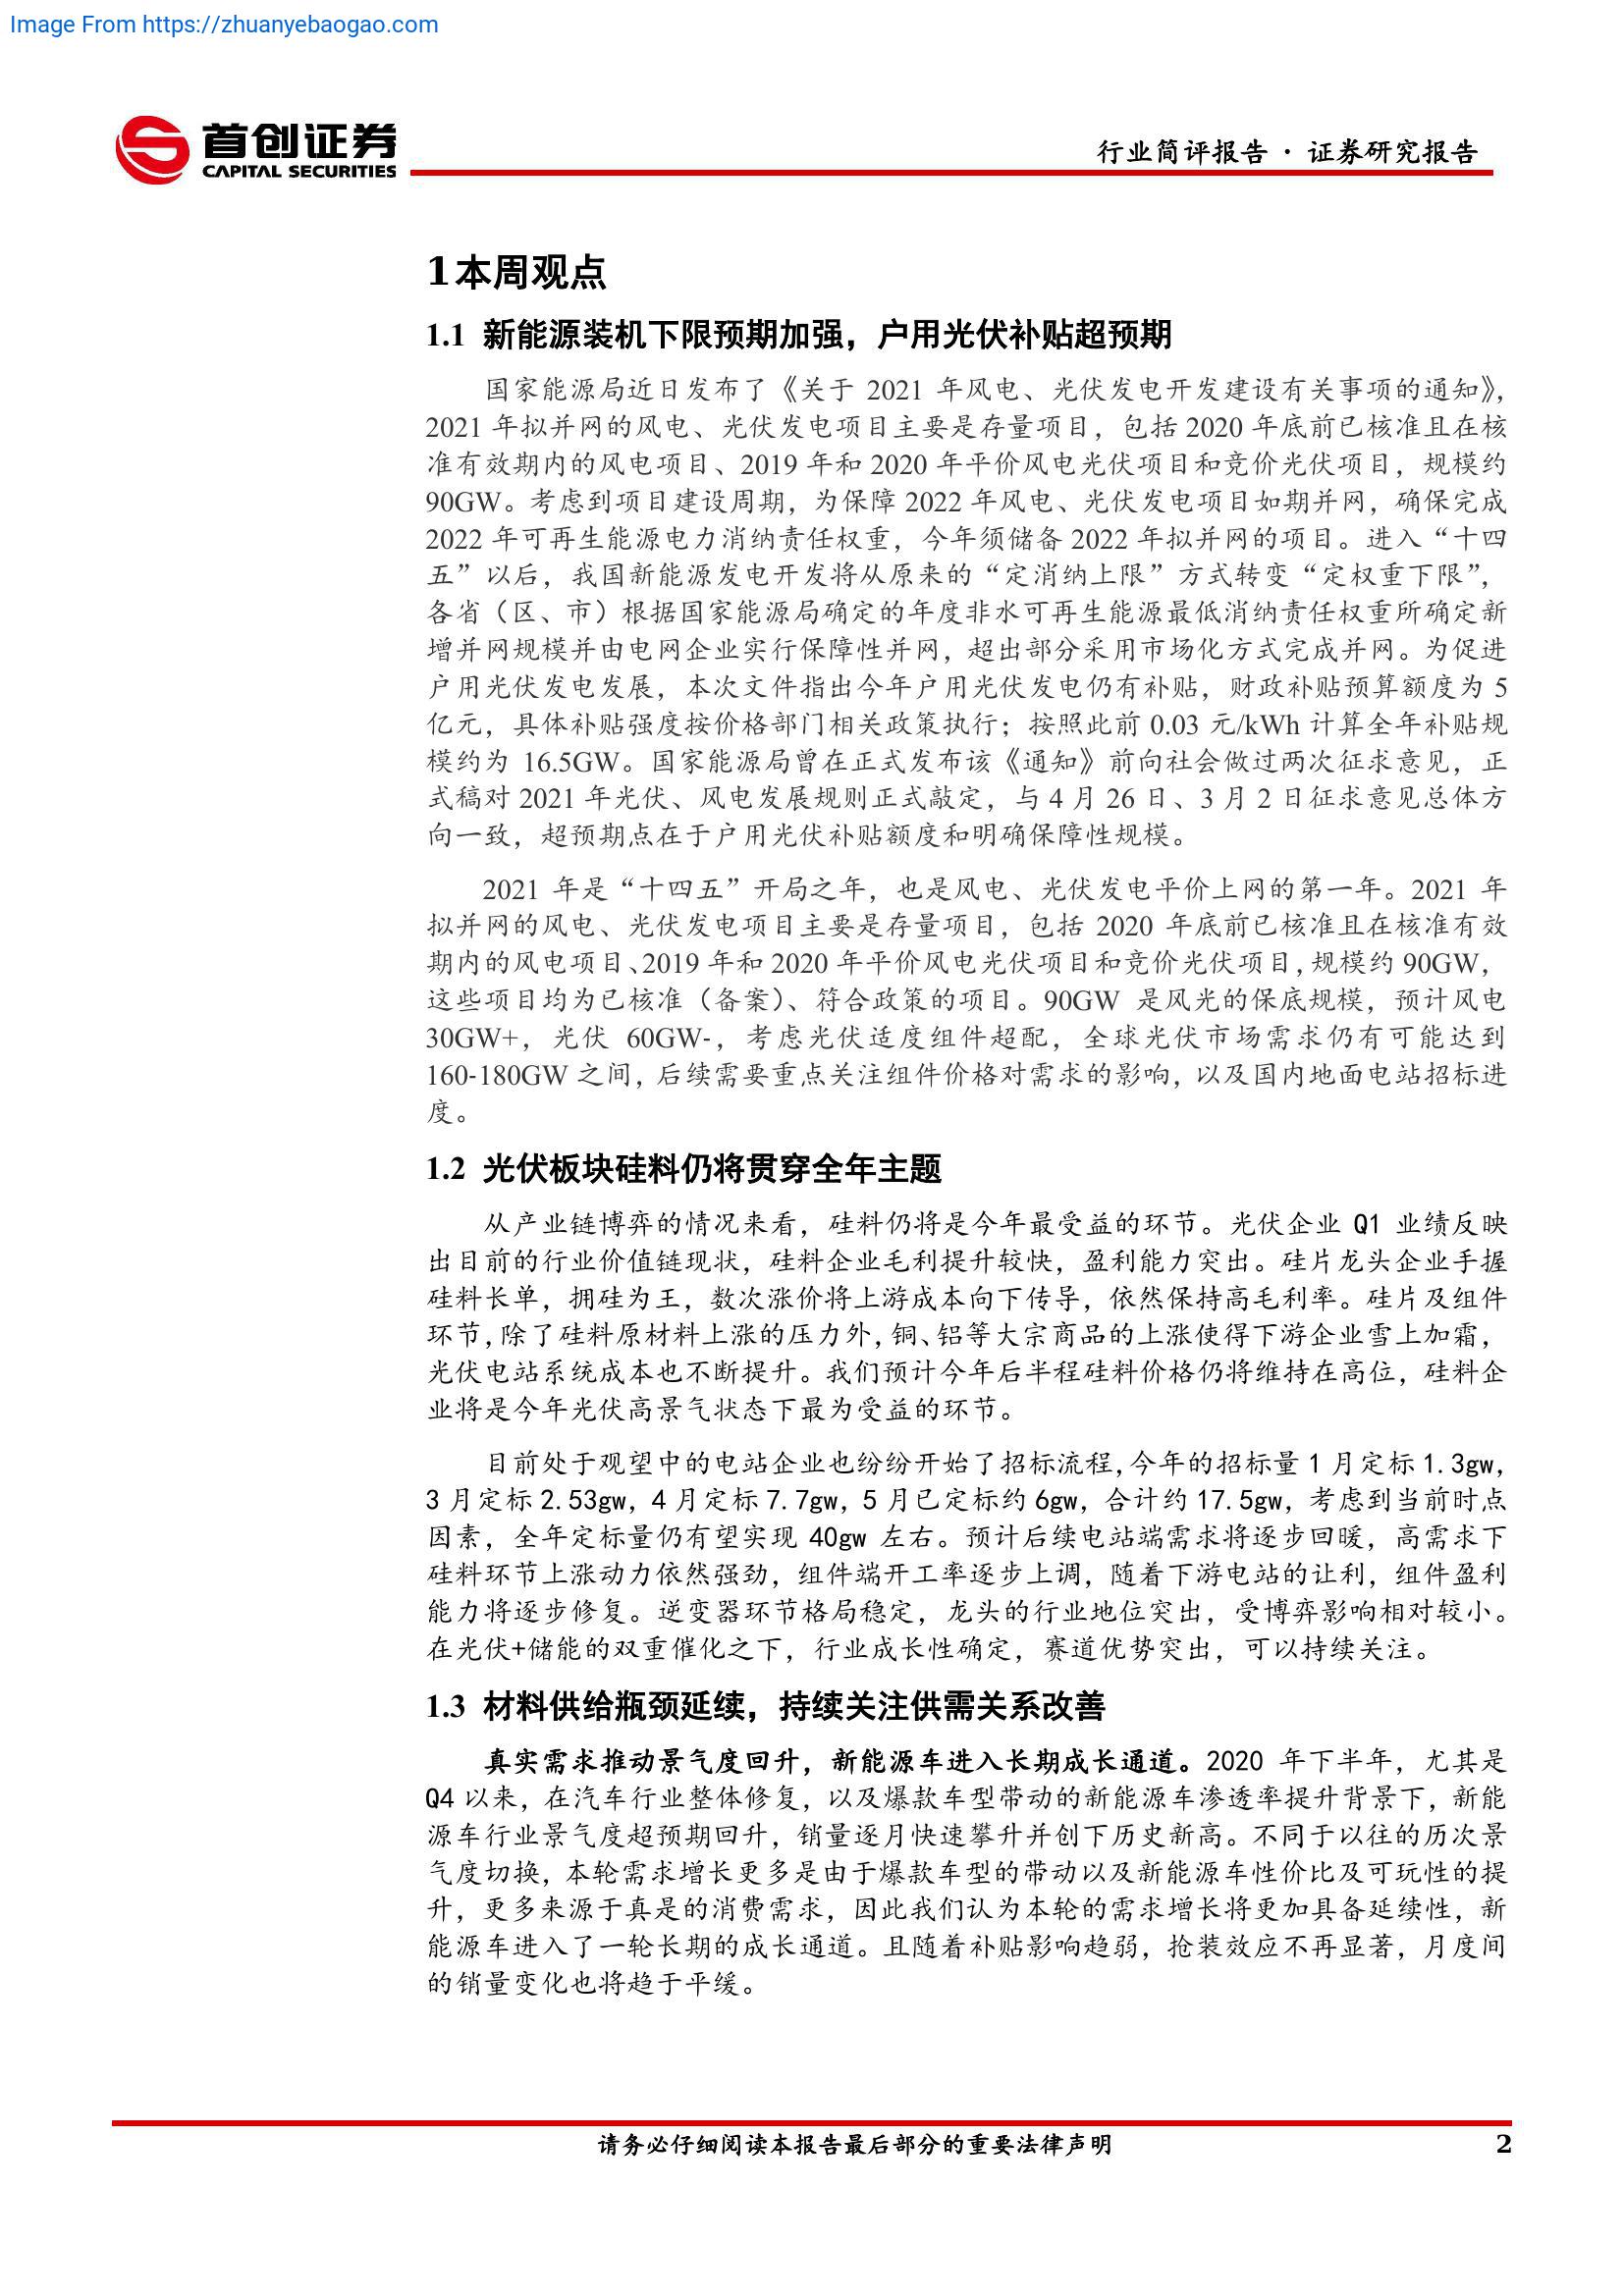 Image From https://zhuanyebaogao.com
首创证券
CAPITAL SECURITIES
行业简评报告 · 证券研究报告
1 本周观点
1.1 新能源装机下限预期加强，户用光伏补贴超预期
国家能源局近日发布了《关于 2021 年风电、光伏发电开发建设有关事项的通知》，
2021 年拟并网的风电、光伏发电项目主要是存量项目，包括 2020 年底前已核准且在核
准有效期内的风电项目、2019 年和 2020 年平价风电光伏项目和竞价光伏项目，规模约
90GW。考虑到项目建设周期，为保障 2022 年风电、光伏发电项目如期并网，确保完成
2022 年可再生能源电力消纳责任权重，今年须储备 2022 年拟并网的项目。进入“十四
五”以后，我国新能源发电开发将从原来的“定消纳上限”方式转变“定权重下限”，
各省（区、市）根据国家能源局确定的年度非水可再生能源最低消纳责任权重所确定新
增并网规模并由电网企业实行保障性并网，超出部分采用市场化方式完成并网。为促进
户用光伏发电发展，本次文件指出今年户用光伏发电仍有补贴，财政补贴预算额度为 5
亿元，具体补贴强度按价格部门相关政策执行；按照此前 0.03 元/kWh 计算全年补贴规
模约为 16.5GW。国家能源局曾在正式发布该《通知》前向社会做过两次征求意见，正
式稿对 2021 年光伏、风电发展规则正式敲定，与 4 月 26 日、3 月 2 日征求意见总体方
向一致，超预期点在于户用光伏补贴额度和明确保障性规模。
2021 年是“十四五”开局之年，也是风电、光伏发电平价上网的第一年。2021 年
拟并网的风电、光伏发电项目主要是存量项目，包括 2020 年底前已核准且在核准有效
期内的风电项目、2019 年和 2020 年平价风电光伏项目和竞价光伏项目，规模约 90GW，
这些项目均为已核准（备案）、符合政策的项目。90GW 是风光的保底规模，预计风电
30GW+，光伏 60GW-，考虑光伏适度组件超配，全球光伏市场需求仍有可能达到
160-180GW 之间，后续需要重点关注组件价格对需求的影响，以及国内地面电站招标进
度。
1.2 光伏板块硅料仍将贯穿全年主题
从产业链博弈的情况来看，硅料仍将是今年最受益的环节。光伏企业 Q1 业绩反映
出目前的行业价值链现状，硅料企业毛利提升较快，盈利能力突出。硅片龙头企业手握
硅料长单，拥硅为王，数次涨价将上游成本向下传导，依然保持高毛利率。硅片及组件
环节，除了硅料原材料上涨的压力外，铜、铝等大宗商品的上涨使得下游企业雪上加霜，
光伏电站系统成本也不断提升。我们预计今年后半程硅料价格仍将维持在高位，硅料企
业将是今年光伏高景气状态下最为受益的环节。
目前处于观望中的电站企业也纷纷开始了招标流程，今年的招标量 1 月定标 1.3gw，
3 月定标 2.53gw，4 月定标 7.7gw，5 月已定标约 6gw，合计约 17.5gw，考虑到当前时点
因素，全年定标量仍有望实现 40gw 左右。预计后续电站端需求将逐步回暖，高需求下
硅料环节上涨动力依然强劲，组件端开工率逐步上调，随着下游电站的让利，组件盈利
能力将逐步修复。逆变器环节格局稳定，龙头的行业地位突出，受博弈影响相对较小。
在光伏+储能的双重催化之下，行业成长性确定，赛道优势突出，可以持续关注。
1.3 材料供给瓶颈延续，持续关注供需关系改善
真实需求推动景气度回升，新能源车进入长期成长通道。2020 年下半年，尤其是
Q4 以来，在汽车行业整体修复，以及爆款车型带动的新能源车渗透率提升背景下，新能
源车行业景气度超预期回升，销量逐月快速攀升并创下历史新高。不同于以往的历次景
气度切换，本轮需求增长更多是由于爆款车型的带动以及新能源车性价比及可玩性的提
升，更多来源于真是的消费需求，因此我们认为本轮的需求增长将更加具备延续性，新
能源车进入了一轮长期的成长通道。且随着补贴影响趋弱，抢装效应不再显著，月度间
的销量变化也将趋于平缓。
请务必仔细阅读本报告最后部分的重要法律声明
2